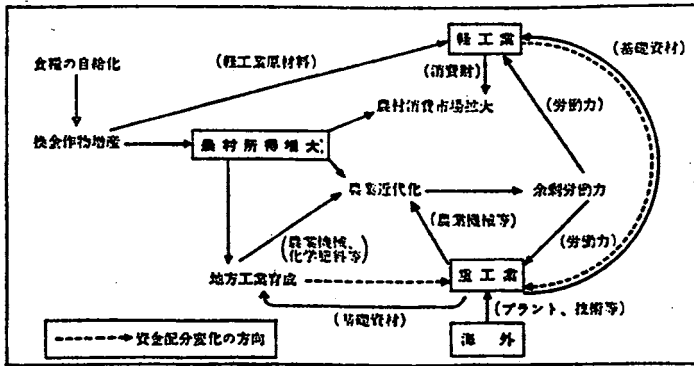 軽工業
(基礎資材)
食糧の自給化
(軽工業原材料)
(消費財)
農村消費市場拡大
(労働力)
換金作物増産
農村所得増大
農業近代化
余剰労働力
(農業機械等)
(農業機械、
化学肥料等)
(労働力)
地方工業育成
重工業
(基礎資材)
(プラント、技術等)
資金配分変化の方向
海外